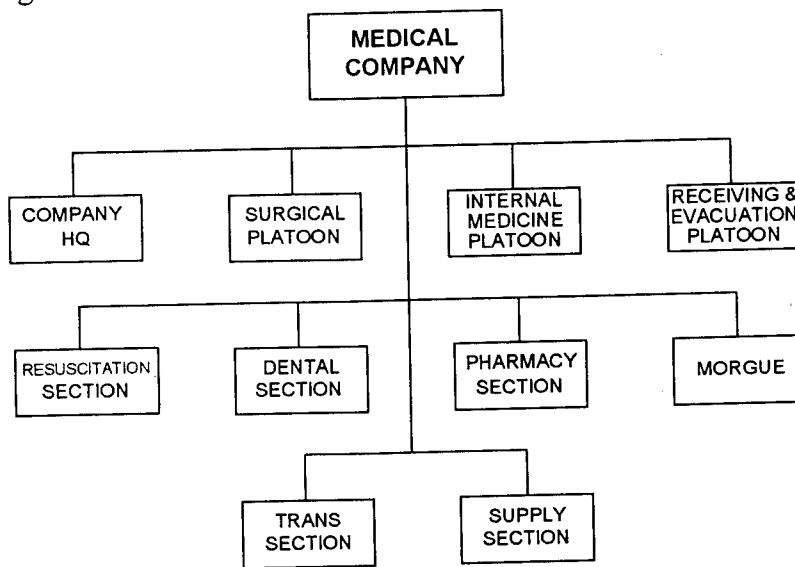 MEDICAL
COMPANY
COMPANY
HQ
SURGICAL
PLATOON
INTERNAL
MEDICINE
PLATOON
RECEIVING &
EVACUATION
PLATOON
RESUSCITATION
SECTION
DENTAL
SECTION
PHARMACY
SECTION
MORGUE
TRANS
SECTION
SUPPLY
SECTION